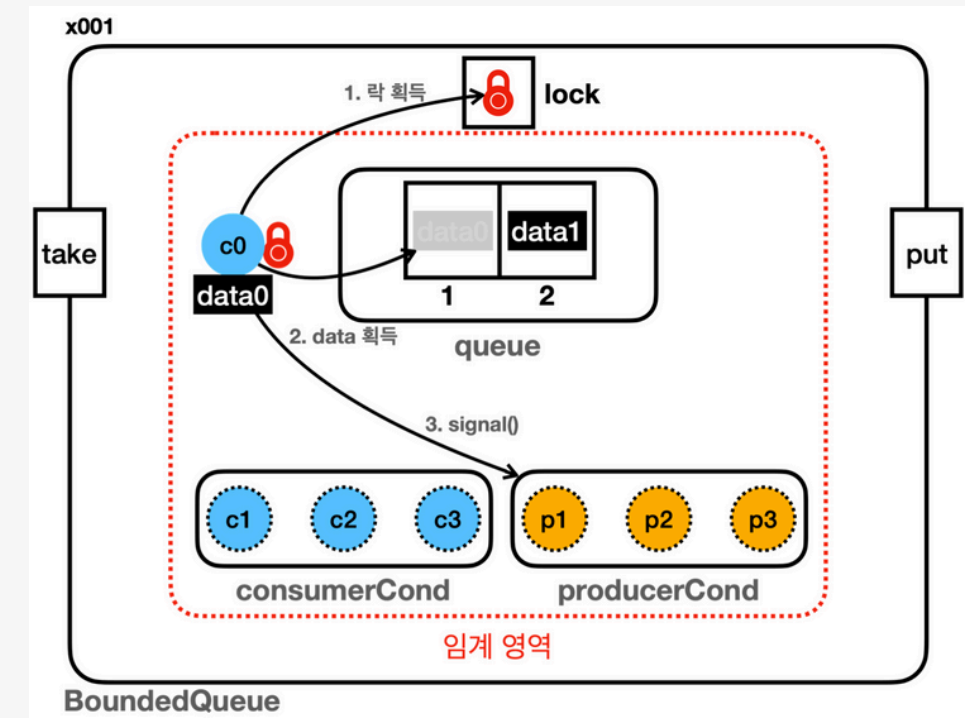 x001
1. 락 획득
lock
take
c0
data0
data0
data1
1
2
2. data 획득
queue
put
3. signal()
c1
c2
c3
p1
p2
p3
consumerCond
producerCond
임계 영역
BoundedQueue